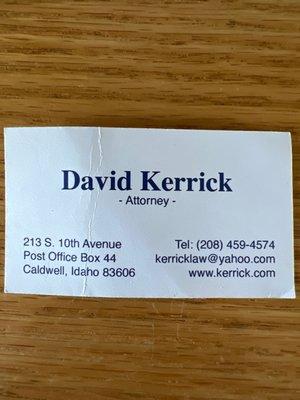 David Kerrick
- Attorney -
213 S. 10th Avenue
Post Office Box 44
Caldwell, Idaho 83606
Tel: (208) 459-4574
kerricklaw@yahoo.com
www.kerrick.com